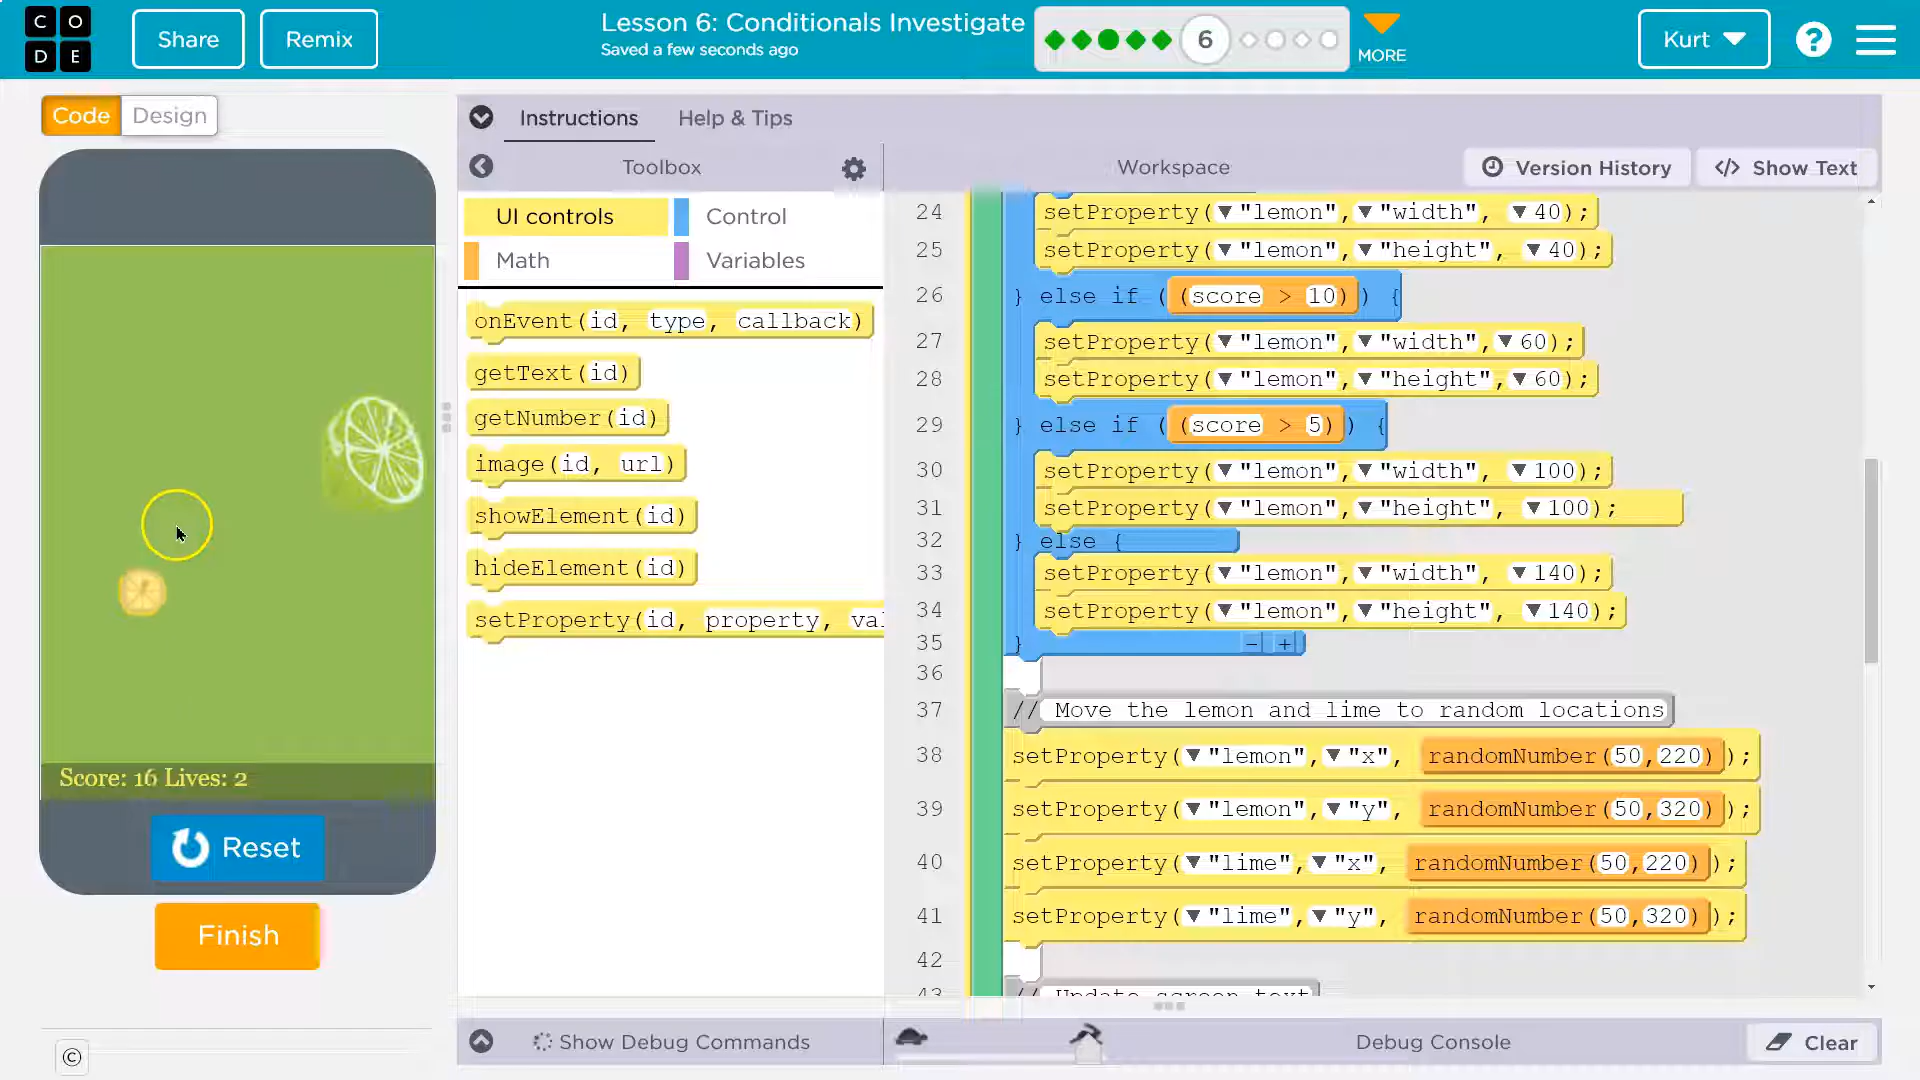 CODE
Share
Remix
Lesson 6: Conditionals Investigate
Saved a few seconds ago
6
MORE
Kurt
?
Code
Design
Instructions
Help & Tips
Toolbox
Workspace
Version History
</> Show Text
UI controls
Control
Math
Variables
onEvent(id, type, callback)
getText(id)
getNumber(id)
image(id, url)
showElement(id)
hideElement(id)
setProperty(id, property, val
24 setProperty(▼"lemon",▼"width", ▼40);
25 setProperty(▼"lemon",▼"height", ▼40);
26 } else if ((score > 10)) {
27 setProperty(▼"lemon",▼"width",▼60);
28 setProperty(▼"lemon",▼"height",▼60);
29 } else if ((score > 5)) {
30 setProperty(▼"lemon",▼"width", ▼100);
31 setProperty(▼"lemon",▼"height", ▼100);
32 } else {
33 setProperty(▼"lemon",▼"width", ▼140);
34 setProperty(▼"lemon",▼"height", ▼140);
35 } - +
36
37 // Move the lemon and lime to random locations
38 setProperty(▼"lemon",▼"x", randomNumber(50,220));
39 setProperty(▼"lemon",▼"y", randomNumber(50,320));
40 setProperty(▼"lime",▼"x", randomNumber(50,220));
41 setProperty(▼"lime",▼"y", randomNumber(50,320));
42
43 // Update screen text
Score: 16 Lives: 2
Reset
Finish
©
Show Debug Commands
Debug Console
Clear